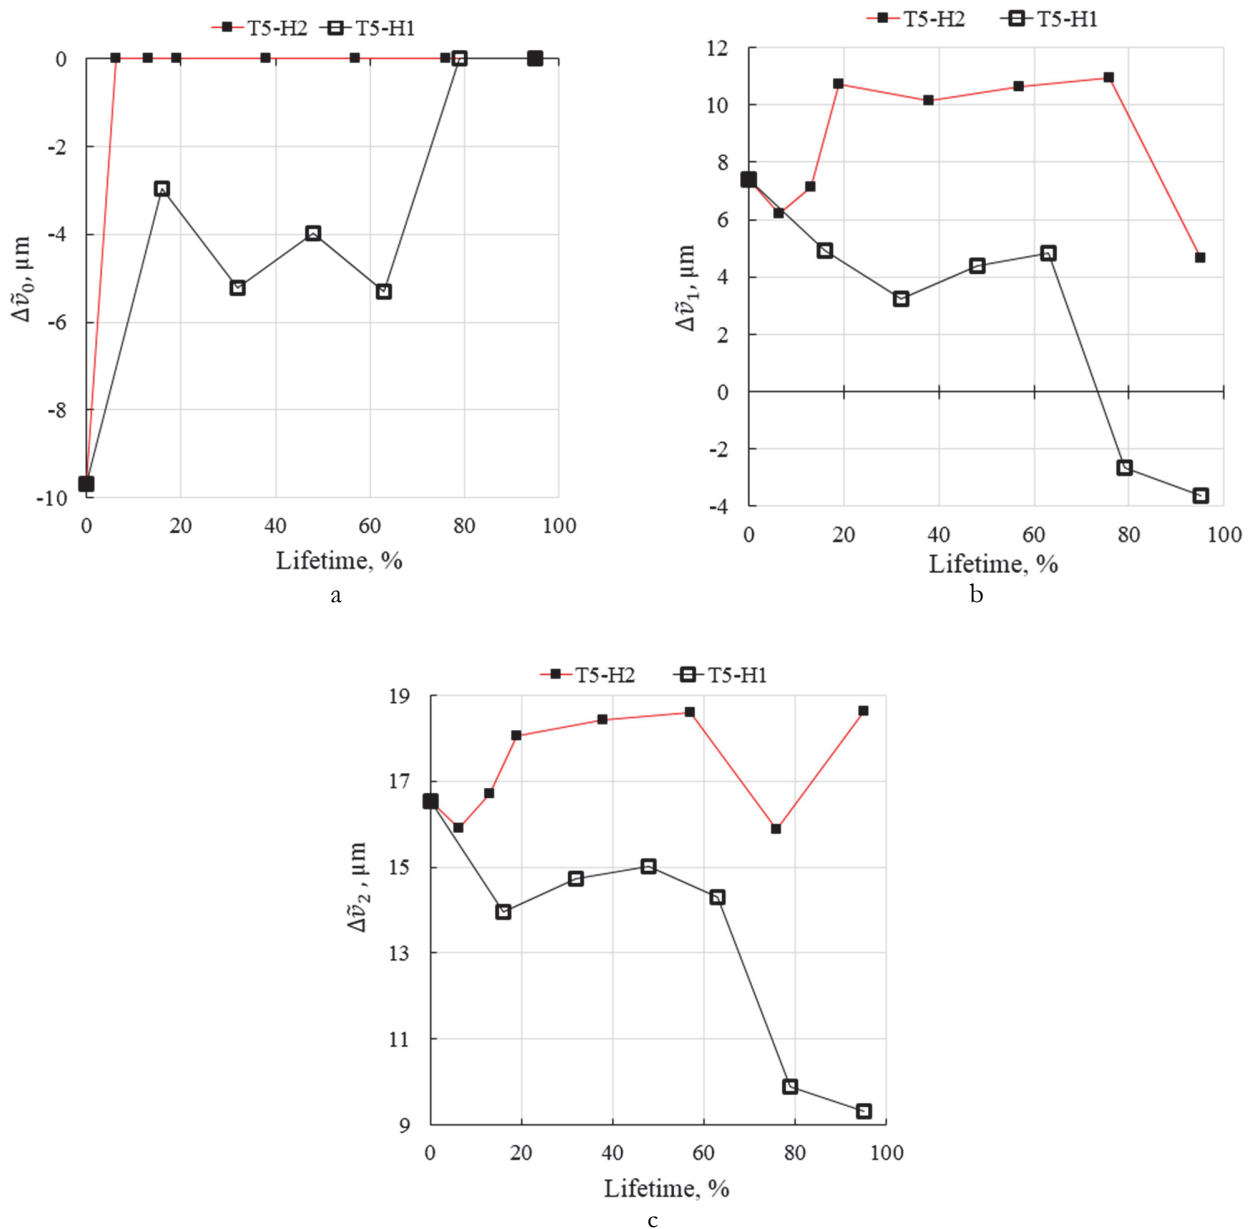 T5-H2 T5-H1
0
-2
-4
-6
-8
-10
Δṽ₀, μm
0 20 40 60 80 100
Lifetime, %
a
T5-H2 T5-H1
12
10
8
6
4
2
0
-2
-4
Δṽ₁, μm
0 20 40 60 80 100
Lifetime, %
b
T5-H2 T5-H1
19
17
15
13
11
9
Δṽ₂, μm
0 20 40 60 80 100
Lifetime, %
c